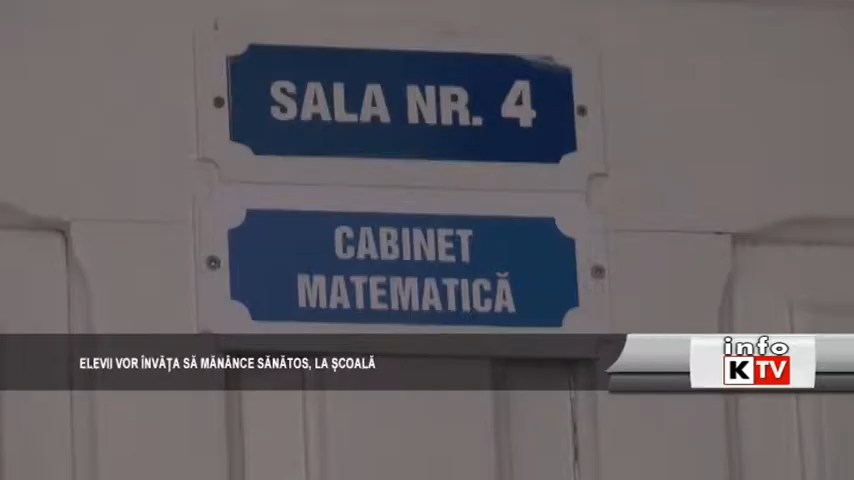 SALA NR. 4
CABINET
MATEMATICĂ
ELEVII VOR ÎNVĂȚA SĂ MĂNÂNCE SĂNĂTOS, LA ȘCOALĂ
info
KTV